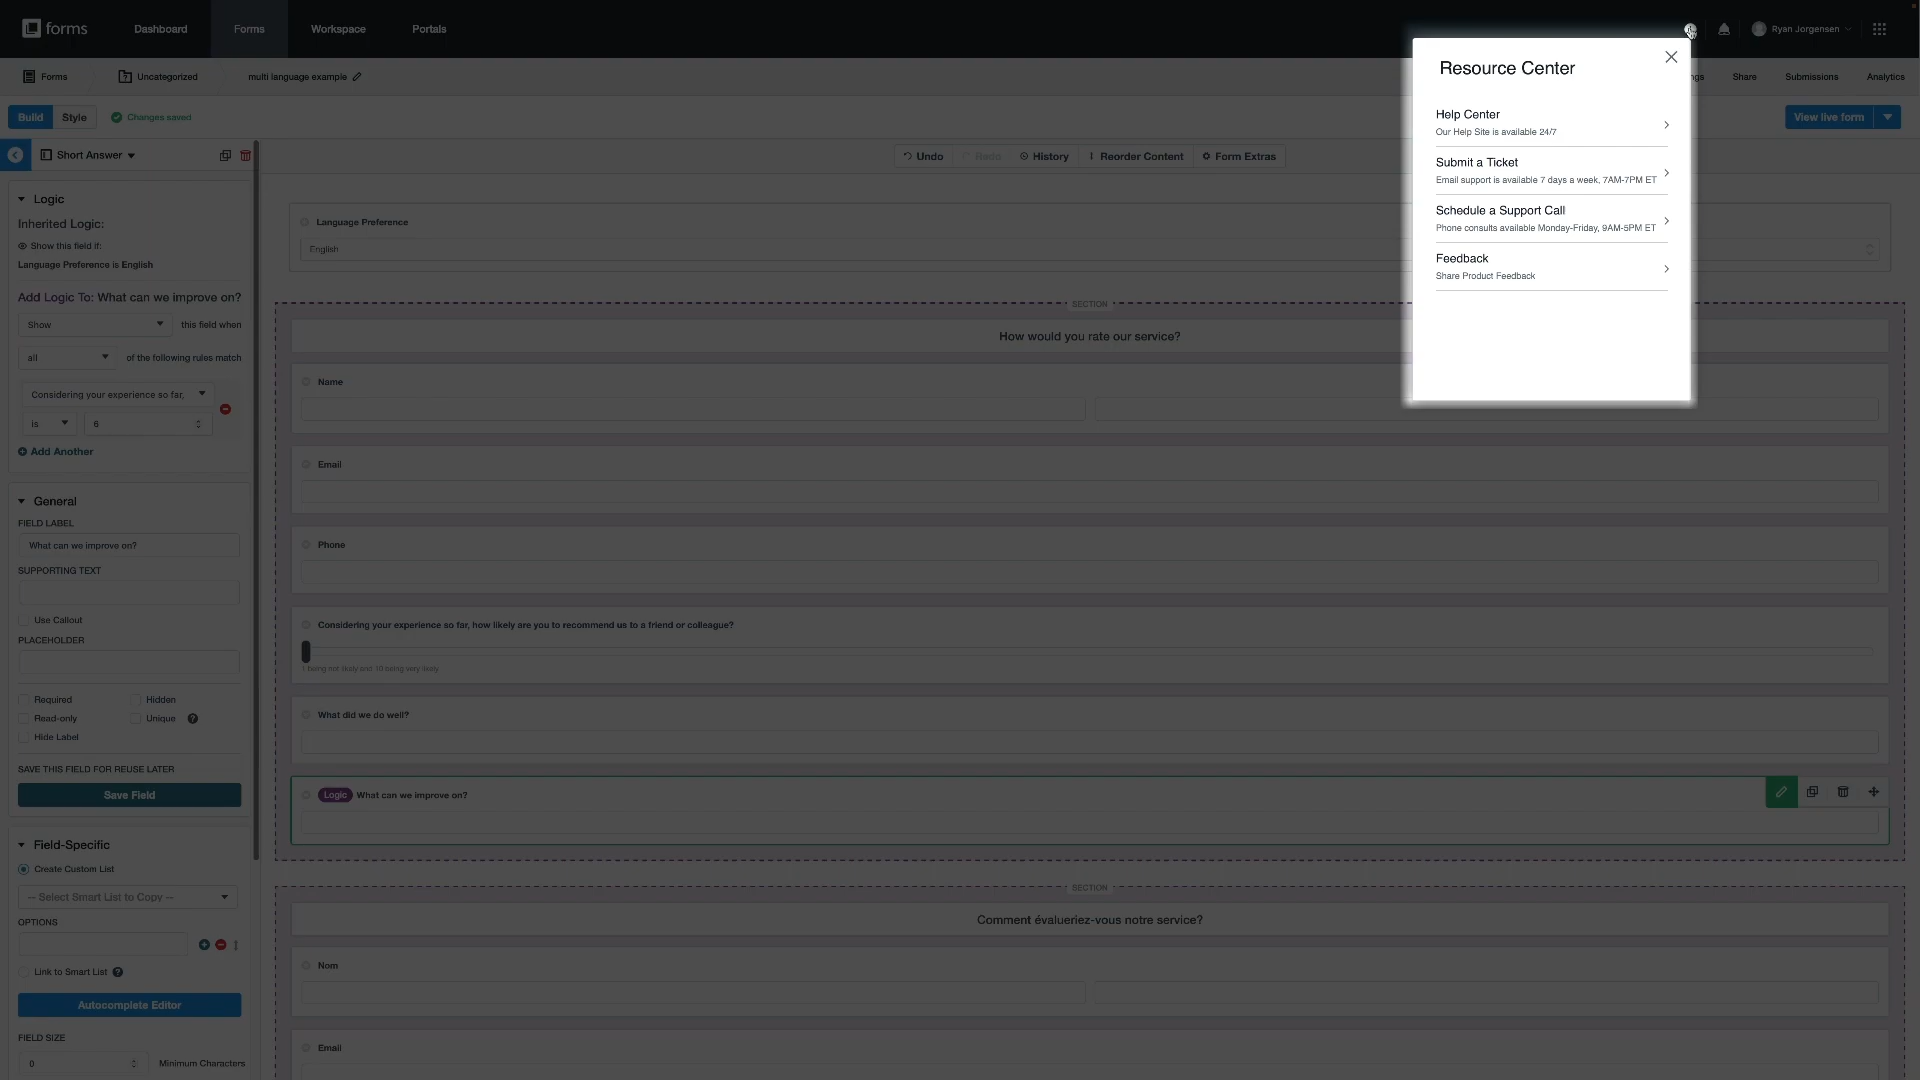 forms
Dashboard
Forms
Workspace
Portals
Ryan Jorgensen
Forms
Uncategorized
multi language example
Share
Submissions
Analytics
Build
Style
Changes saved
View live form
Short Answer
Undo
Redo
History
Reorder Content
Form Extras
Resource Center
Help Center
Our Help Site is available 24/7
Submit a Ticket
Email support is available 7 days a week, 7AM-7PM ET
Schedule a Support Call
Phone consults available Monday-Friday, 9AM-5PM ET
Feedback
Share Product Feedback
Logic
Inherited Logic:
Show this field if:
Language Preference is English
Add Logic To: What can we improve on?
Show
this field when
all
of the following rules match
Considering your experience so far,
is
6
Add Another
General
FIELD LABEL
What can we improve on?
SUPPORTING TEXT
Use Callout
PLACEHOLDER
Required
Hidden
Read-only
Unique
Hide Label
SAVE THIS FIELD FOR REUSE LATER
Save Field
Field-Specific
Create Custom List
-- Select Smart List to Copy --
OPTIONS
Link to Smart List
Autocomplete Editor
FIELD SIZE
0
Minimum Characters
Language Preference
English
SECTION
How would you rate our service?
Name
Email
Phone
Considering your experience so far, how likely are you to recommend us to a friend or colleague?
1 being not likely and 10 being very likely
What did we do well?
Logic
What can we improve on?
SECTION
Comment évalueriez-vous notre service?
Nom
Email